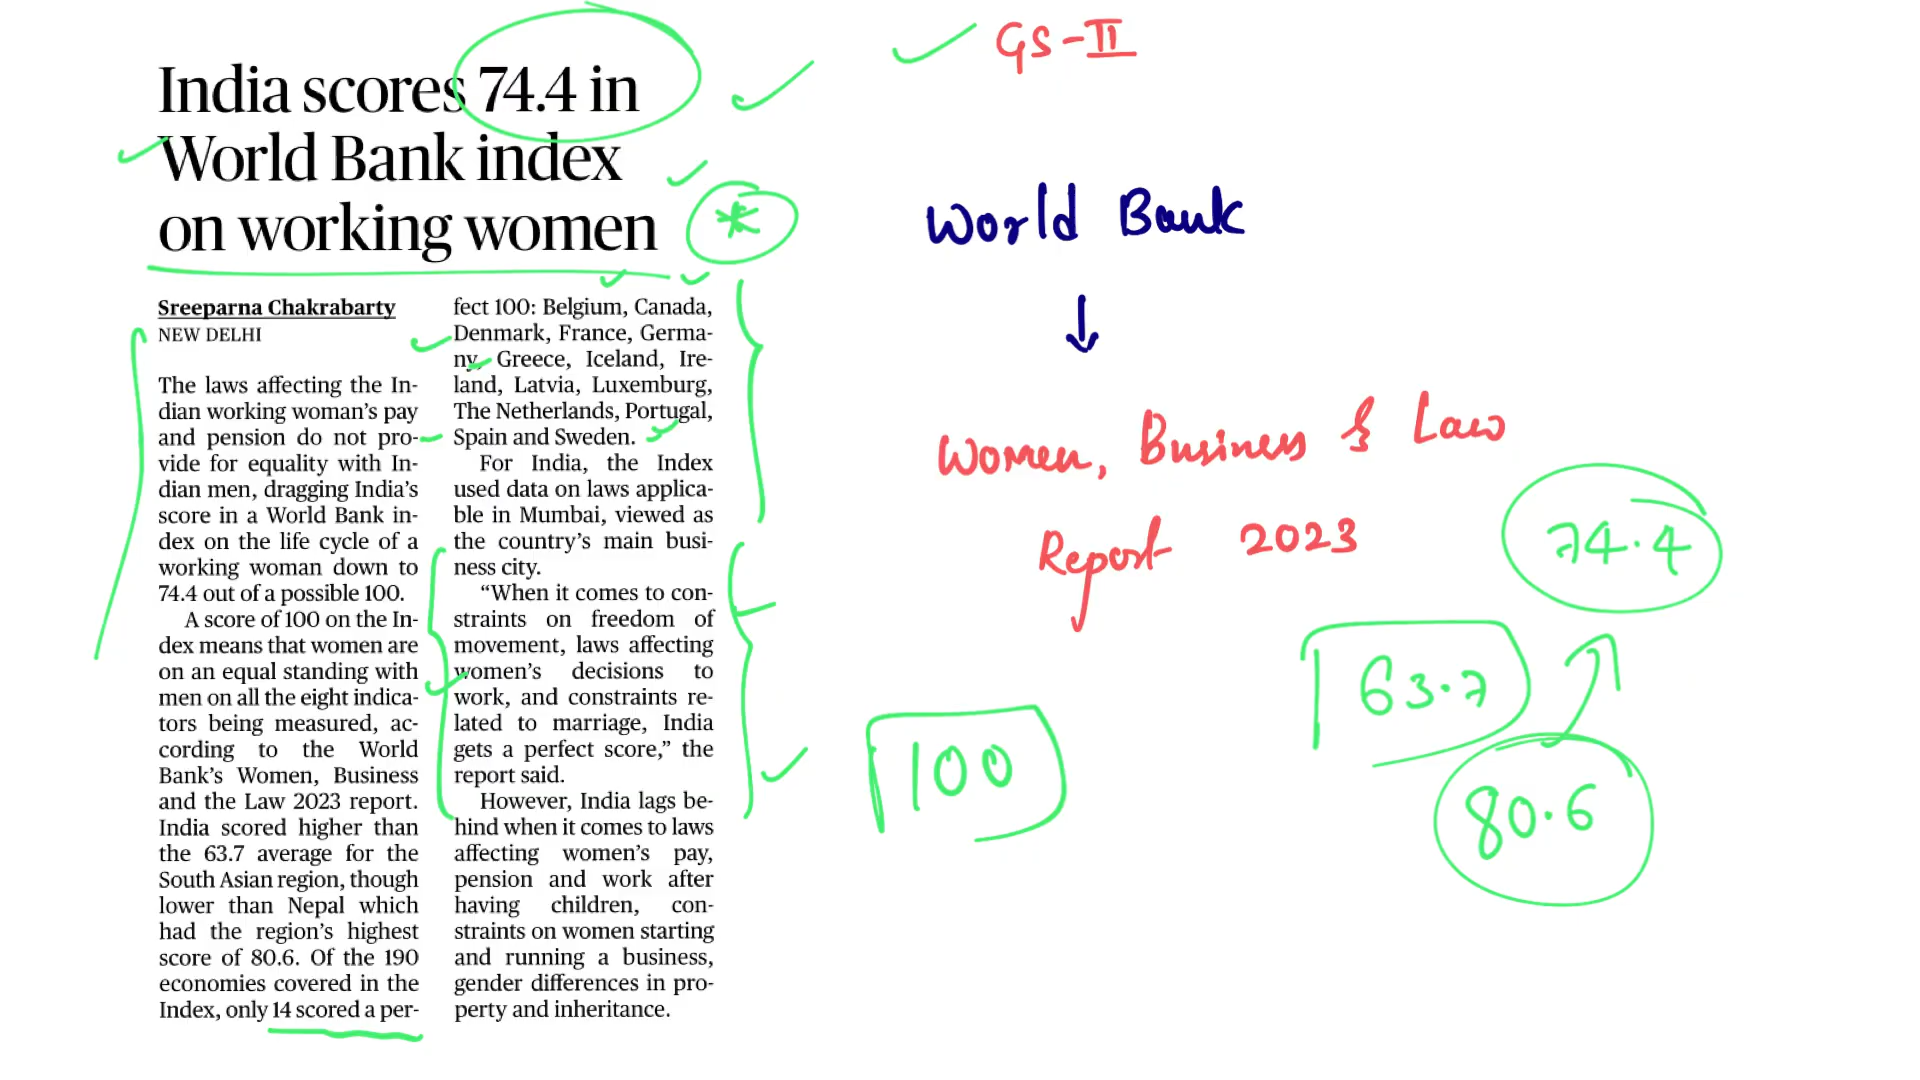 India scores 74.4 in
World Bank index
on working women
Sreeparna Chakrabarty
NEW DELHI
The laws affecting the In-
dian working woman's pay
and pension do not pro-
vide for equality with In-
dian men, dragging India's
score in a World Bank in-
dex on the life cycle of a
working woman down to
74.4 out of a possible 100.
A score of 100 on the In-
dex means that women are
on an equal standing with
men on all the eight indica-
tors being measured, ac-
cording to the World
Bank's Women, Business
and the Law 2023 report.
India scored higher than
the 63.7 average for the
South Asian region, though
lower than Nepal which
had the region's highest
score of 80.6. Of the 190
economies covered in the
Index, only 14 scored a per-
fect 100: Belgium, Canada,
Denmark, France, Germa-
ny, Greece, Iceland, Ire-
land, Latvia, Luxemburg,
The Netherlands, Portugal,
Spain and Sweden.
For India, the Index
used data on laws applica-
ble in Mumbai, viewed as
the country's main busi-
ness city.
"When it comes to con-
straints on freedom of
movement, laws affecting
women's decisions to
work, and constraints re-
lated to marriage, India
gets a perfect score," the
report said.
However, India lags be-
hind when it comes to laws
affecting women's pay,
pension and work after
having children, con-
straints on women starting
and running a business,
gender differences in pro-
perty and inheritance.
GS-II
World Bank
Women, Business & Law
Report 2023
74.4
63.7
100
80.6